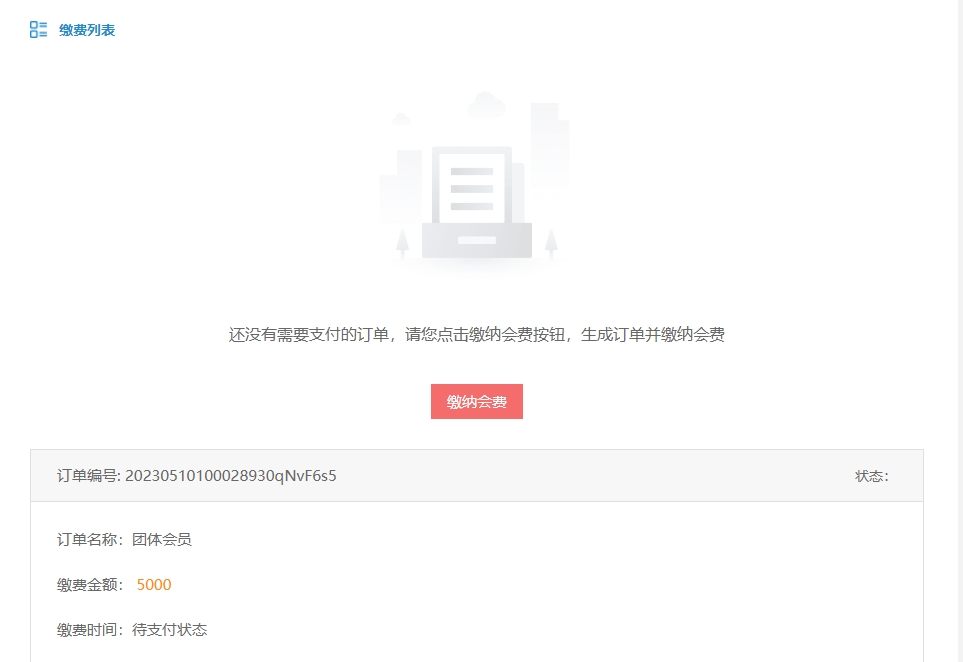 缴费列表
还没有需要支付的订单，请您点击缴纳会费按钮，生成订单并缴纳会费
缴纳会费
订单编号: 20230510100028930qNvF6s5 状态：
订单名称：团体会员
缴费金额： 5000
缴费时间：待支付状态